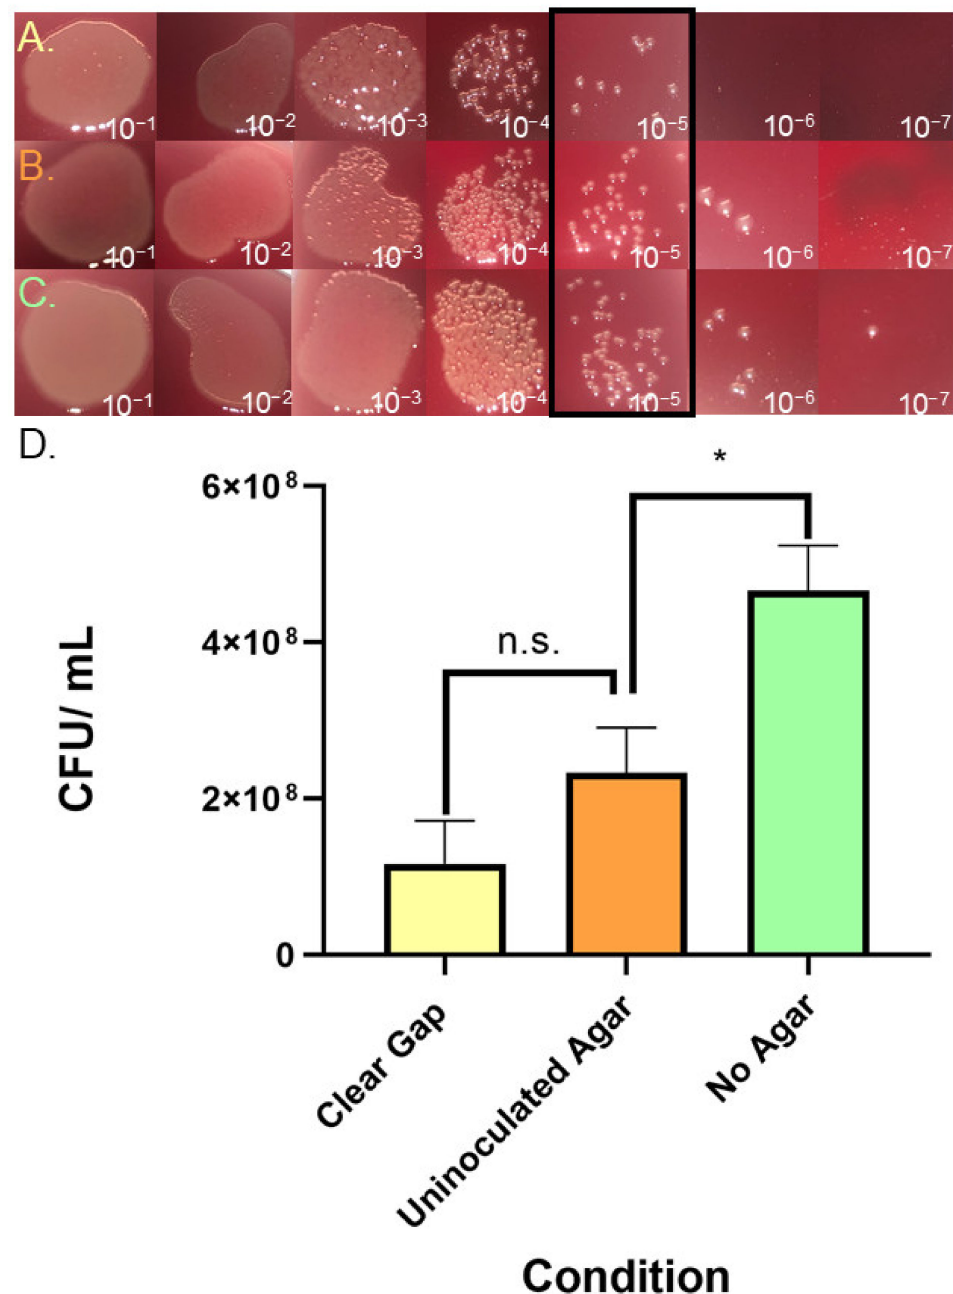 A. 10⁻¹ 10⁻² 10⁻³ 10⁻⁴ 10⁻⁵ 10⁻⁶ 10⁻⁷
B. 10⁻¹ 10⁻² 10⁻³ 10⁻⁴ 10⁻⁵ 10⁻⁶ 10⁻⁷
C. 10⁻¹ 10⁻² 10⁻³ 10⁻⁴ 10⁻⁵ 10⁻⁶ 10⁻⁷
D.
*
6×10⁸
n.s.
4×10⁸
CFU/ mL
2×10⁸
0
Clear Gap
Uninoculated Agar
No Agar
Condition